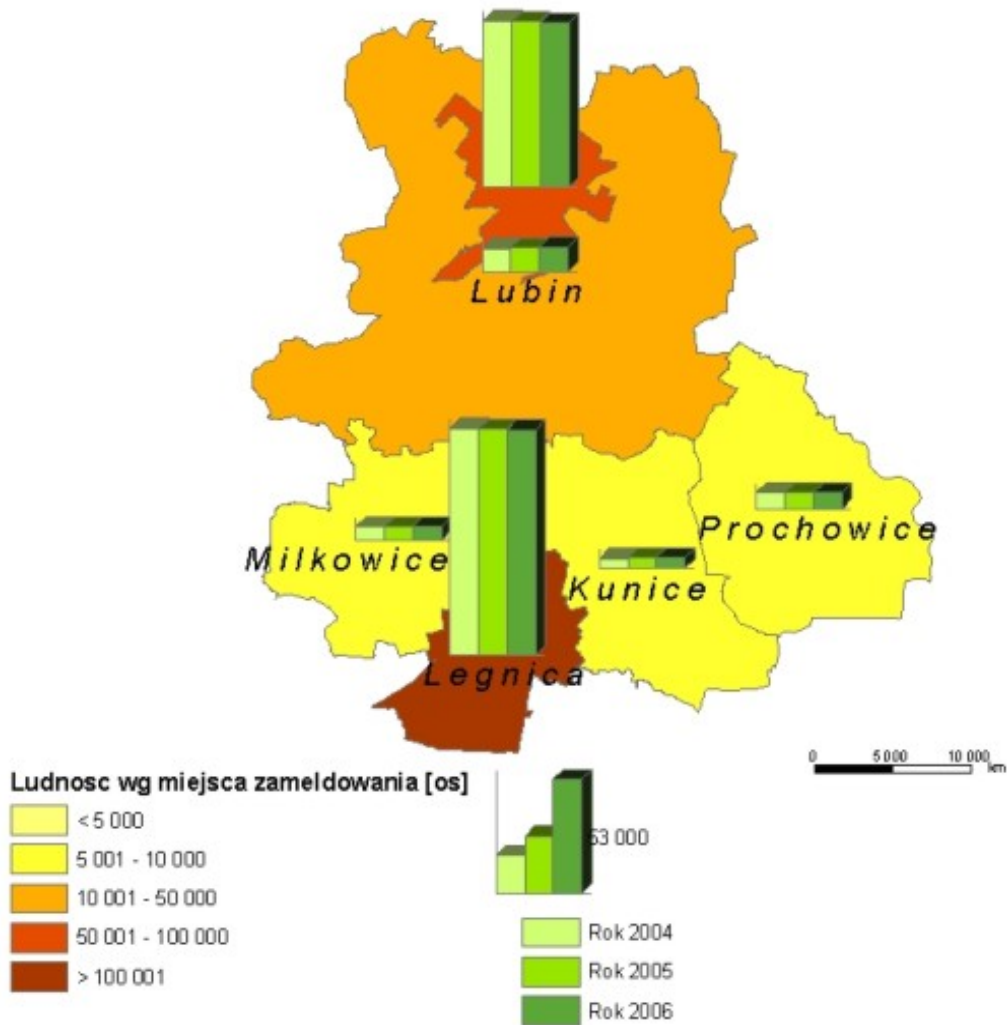 Lubin
Prochowice
Milkowice
Kunice
Legnica
0 5 000 10 000
km
Ludnosc wg miejsca zameldowania [os]
< 5 000
5 001 - 10 000
10 001 - 50 000
50 001 - 100 000
> 100 001
53 000
Rok 2004
Rok 2005
Rok 2006